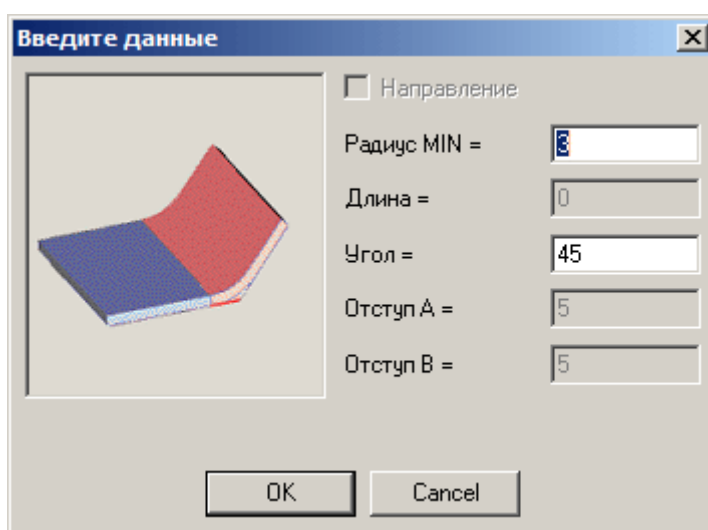 Введите данные
Направление
Радиус MIN = 3
Длина = 0
Угол = 45
Отступ A = 5
Отступ B = 5
OK Cancel